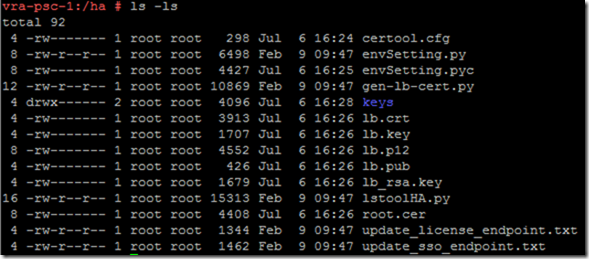 vra-psc-1:/ha # ls -ls
total 92
4 -rw------- 1 root root 298 Jul 6 16:24 certool.cfg
8 -rw-r--r-- 1 root root 6498 Feb 9 09:47 envSetting.py
8 -rw------- 1 root root 4427 Jul 6 16:25 envSetting.pyc
12 -rw-r--r-- 1 root root 10869 Feb 9 09:47 gen-lb-cert.py
4 drwx------ 2 root root 4096 Jul 6 16:28 keys
4 -rw------- 1 root root 3913 Jul 6 16:26 lb.crt
4 -rw------- 1 root root 1707 Jul 6 16:26 lb.key
8 -rw------- 1 root root 4552 Jul 6 16:26 lb.p12
4 -rw------- 1 root root 426 Jul 6 16:26 lb.pub
4 -rw------- 1 root root 1679 Jul 6 16:26 lb_rsa.key
16 -rw-r--r-- 1 root root 15313 Feb 9 09:47 lstoolHA.py
8 -rw------- 1 root root 4408 Jul 6 16:26 root.cer
4 -rw-r--r-- 1 root root 1344 Feb 9 09:47 update_license_endpoint.txt
4 -rw-r--r-- 1 root root 1462 Feb 9 09:47 update_sso_endpoint.txt